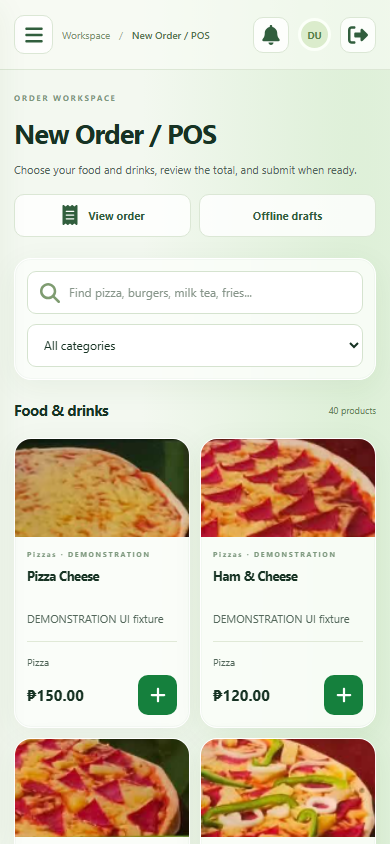 Workspace / New Order / POS
DU
ORDER WORKSPACE
New Order / POS
Choose your food and drinks, review the total, and submit when ready.
View order
Offline drafts
Find pizza, burgers, milk tea, fries...
All categories
Food & drinks
40 products
Pizzas · DEMONSTRATION
Pizza Cheese
DEMONSTRATION UI fixture
Pizza
₱150.00
Pizzas · DEMONSTRATION
Ham & Cheese
DEMONSTRATION UI fixture
Pizza
₱120.00